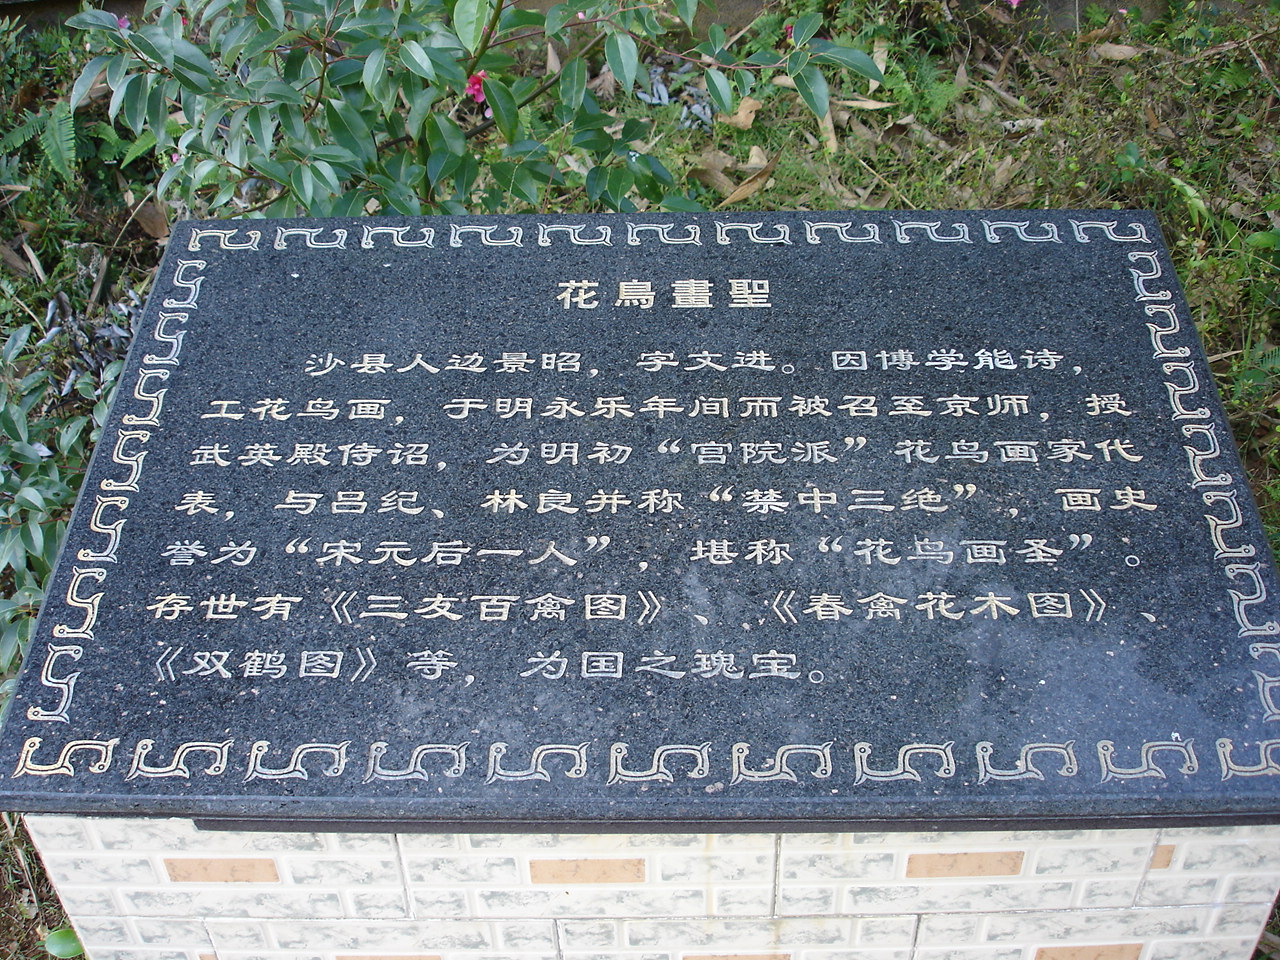 花鳥畫聖
沙县人边景昭，字文进。因博学能诗，
工花鸟画，于明永乐年间而被召至京师，授
武英殿侍诏，为明初“宫院派”花鸟画家代
表，与吕纪、林良并称“禁中三绝”，画史
誉为“宋元后一人”，堪称“花鸟画圣”。
存世有《三友百禽图》、《春禽花木图》、
《双鹤图》等，为国之瑰宝。